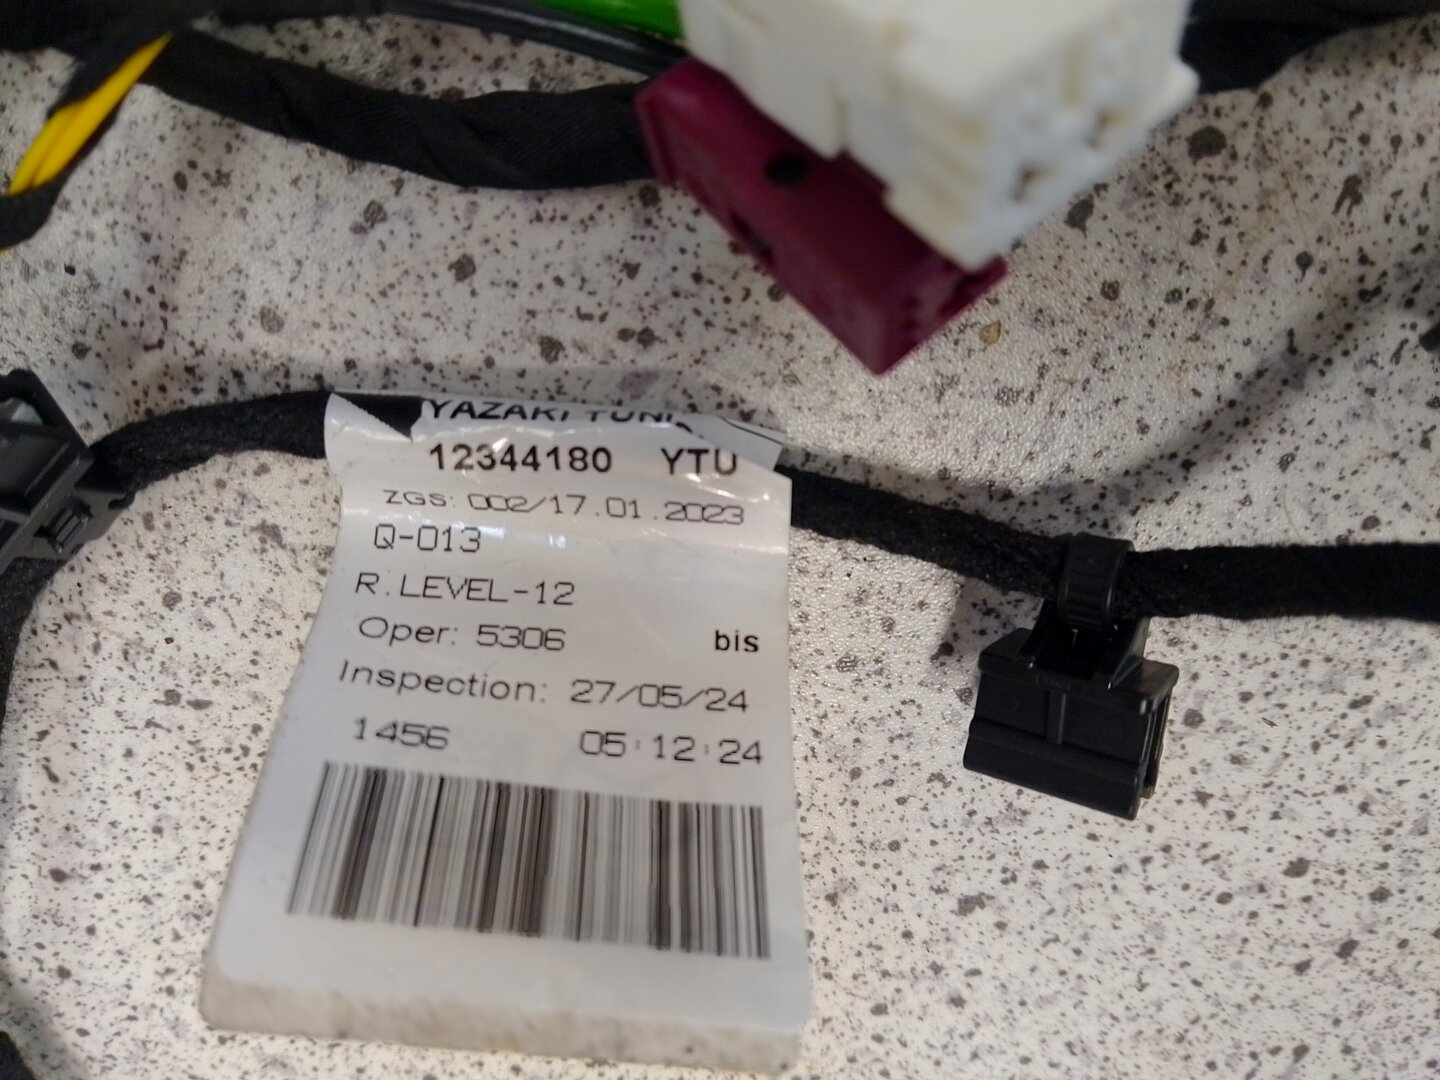 YAZAKI TUNI
12344180 YTU
ZGS: 002/17.01.2023
Q-013
R.LEVEL-12
Oper: 5306 bis
Inspection: 27/05/24
1456 05:12:24